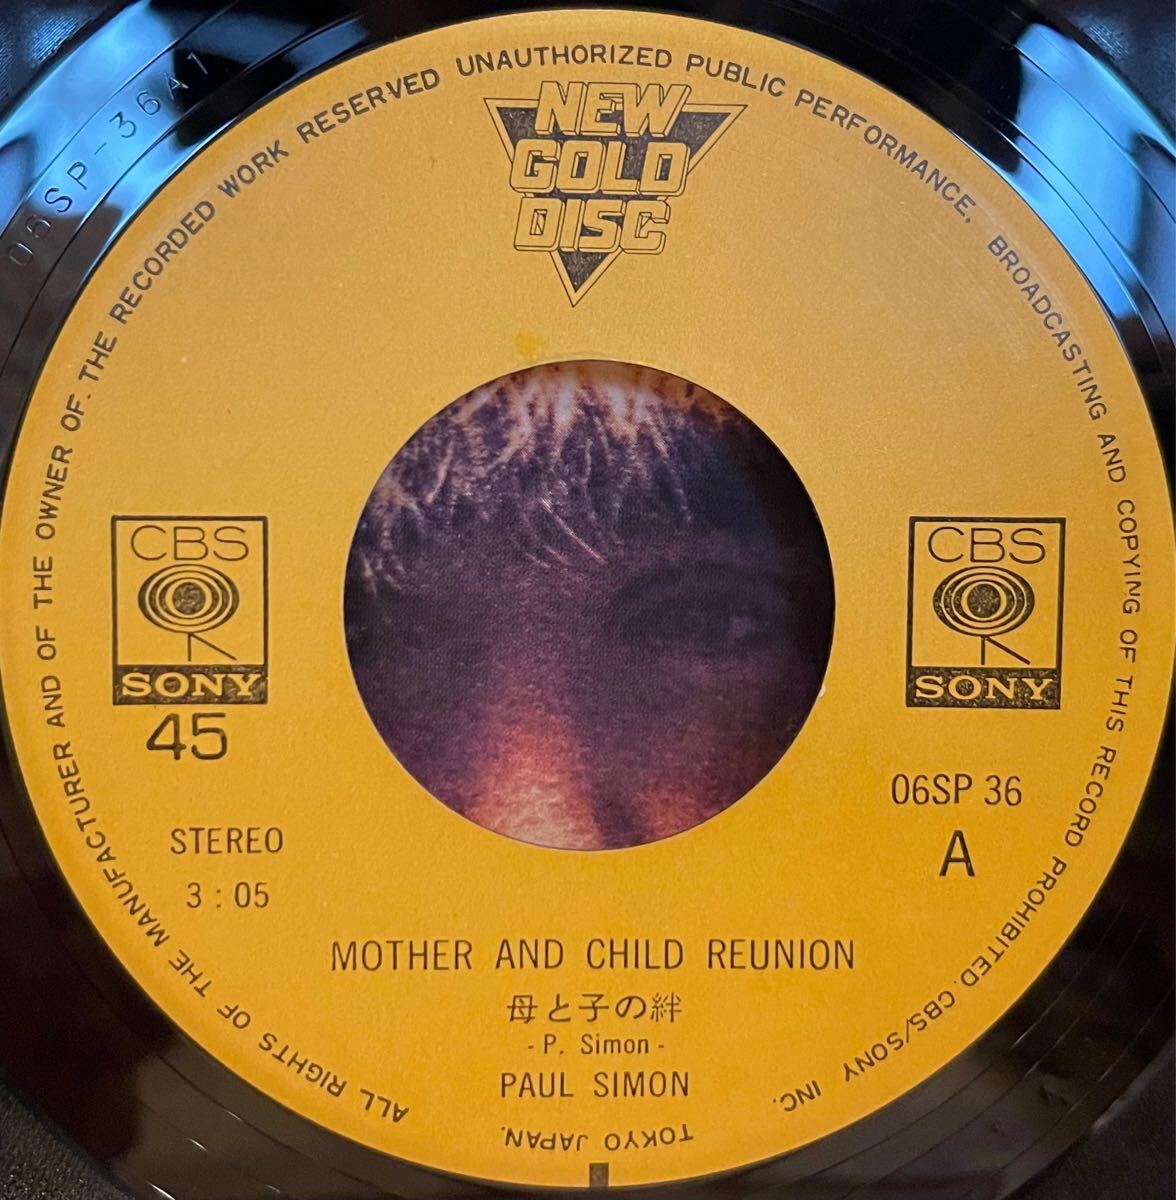 06SP-36A1
ALL RIGHTS OF THE MANUFACTURER AND OF THE OWNER OF. THE RECORDED WORK RESERVED UNAUTHORIZED PUBLIC PERFORMANCE, BROADCASTING AND COPYING OF THIS RECORD PROHIBITED. CBS/SONY INC.
TOKYO JAPAN.
NEW
GOLD
DISC
CBS
SONY
45
STEREO
3:05
CBS
SONY
06SP 36
A
MOTHER AND CHILD REUNION
母と子の絆
- P. Simon -
PAUL SIMON